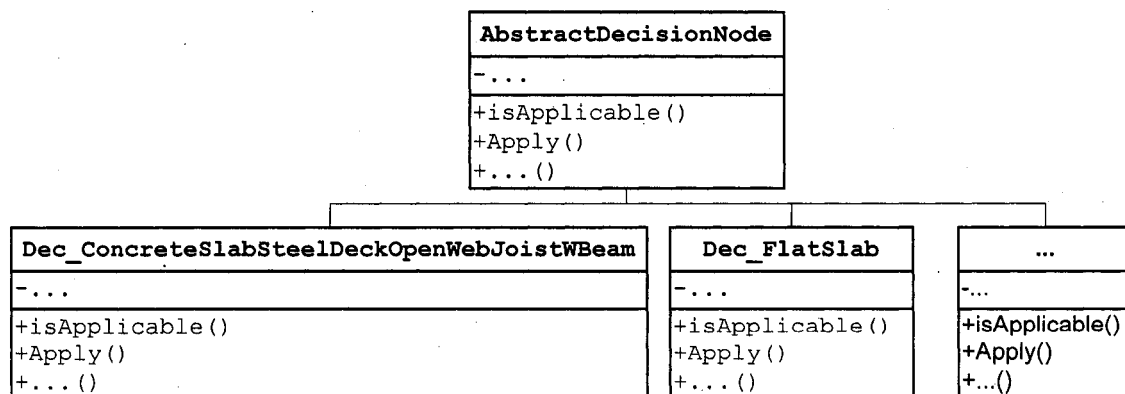 AbstractDecisionNode
-...
+isApplicable()
+Apply()
+...()
Dec_ConcreteSlabSteelDeckOpenWebJoistWBeam
-...
+isApplicable()
+Apply()
+...()
Dec_FlatSlab
-...
+isApplicable()
+Apply()
+...()
...
-...
+isApplicable()
+Apply()
+...()